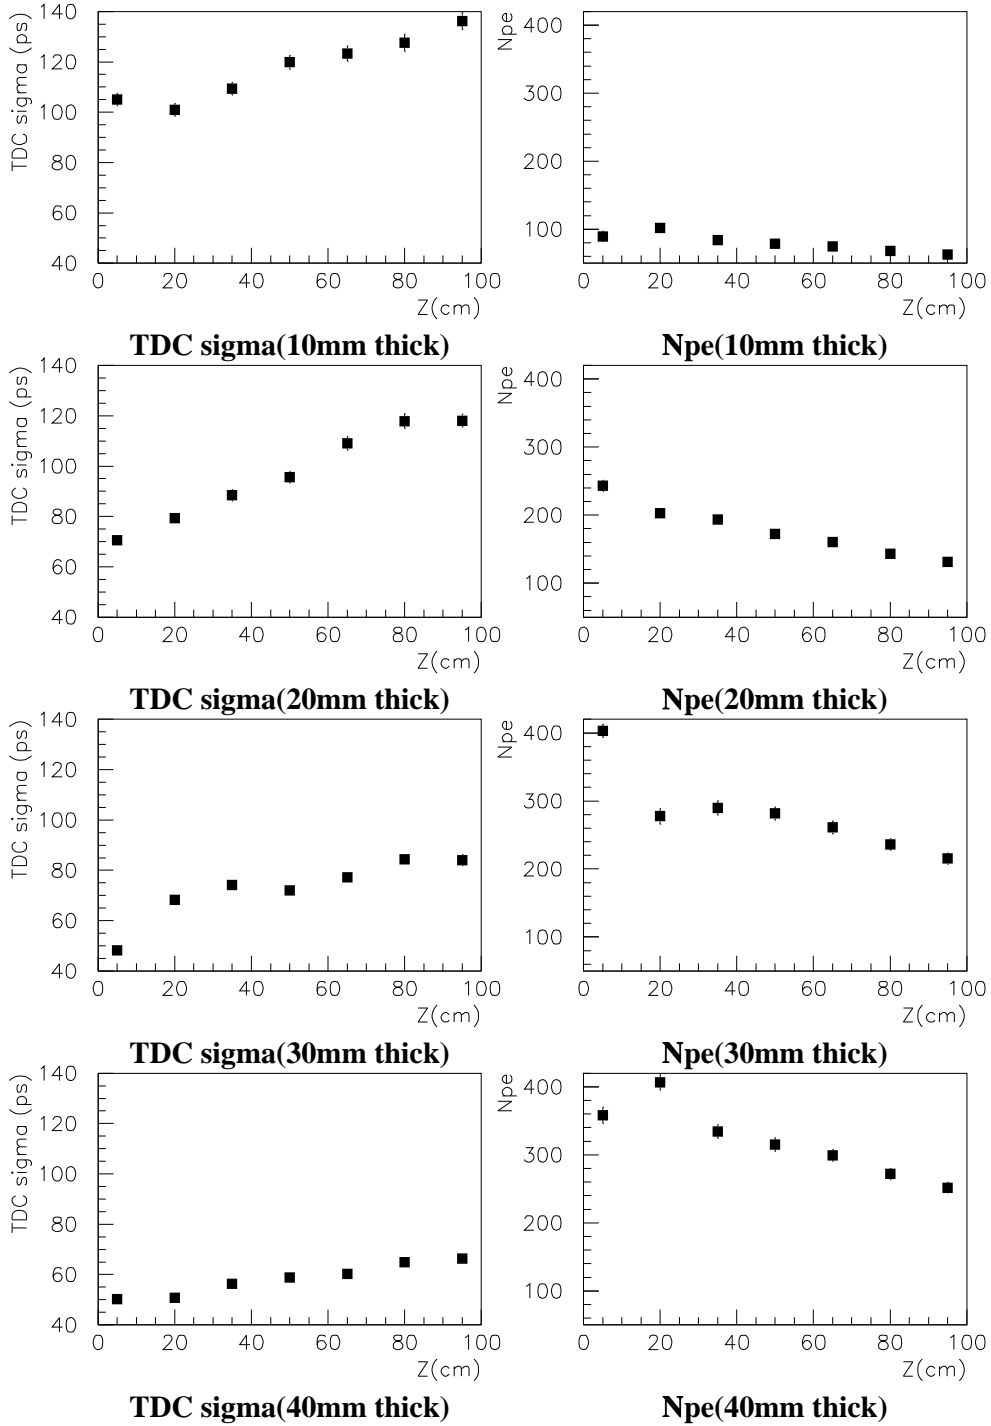 TDC sigma (ps)
140
120
100
80
60
40
0 20 40 60 80 100
Z(cm)
TDC sigma(10mm thick)
Npe
400
300
200
100
0 20 40 60 80 100
Z(cm)
Npe(10mm thick)
TDC sigma (ps)
140
120
100
80
60
40
0 20 40 60 80 100
Z(cm)
TDC sigma(20mm thick)
Npe
400
300
200
100
0 20 40 60 80 100
Z(cm)
Npe(20mm thick)
TDC sigma (ps)
140
120
100
80
60
40
0 20 40 60 80 100
Z(cm)
TDC sigma(30mm thick)
Npe
400
300
200
100
0 20 40 60 80 100
Z(cm)
Npe(30mm thick)
TDC sigma (ps)
140
120
100
80
60
40
0 20 40 60 80 100
Z(cm)
TDC sigma(40mm thick)
Npe
400
300
200
100
0 20 40 60 80 100
Z(cm)
Npe(40mm thick)